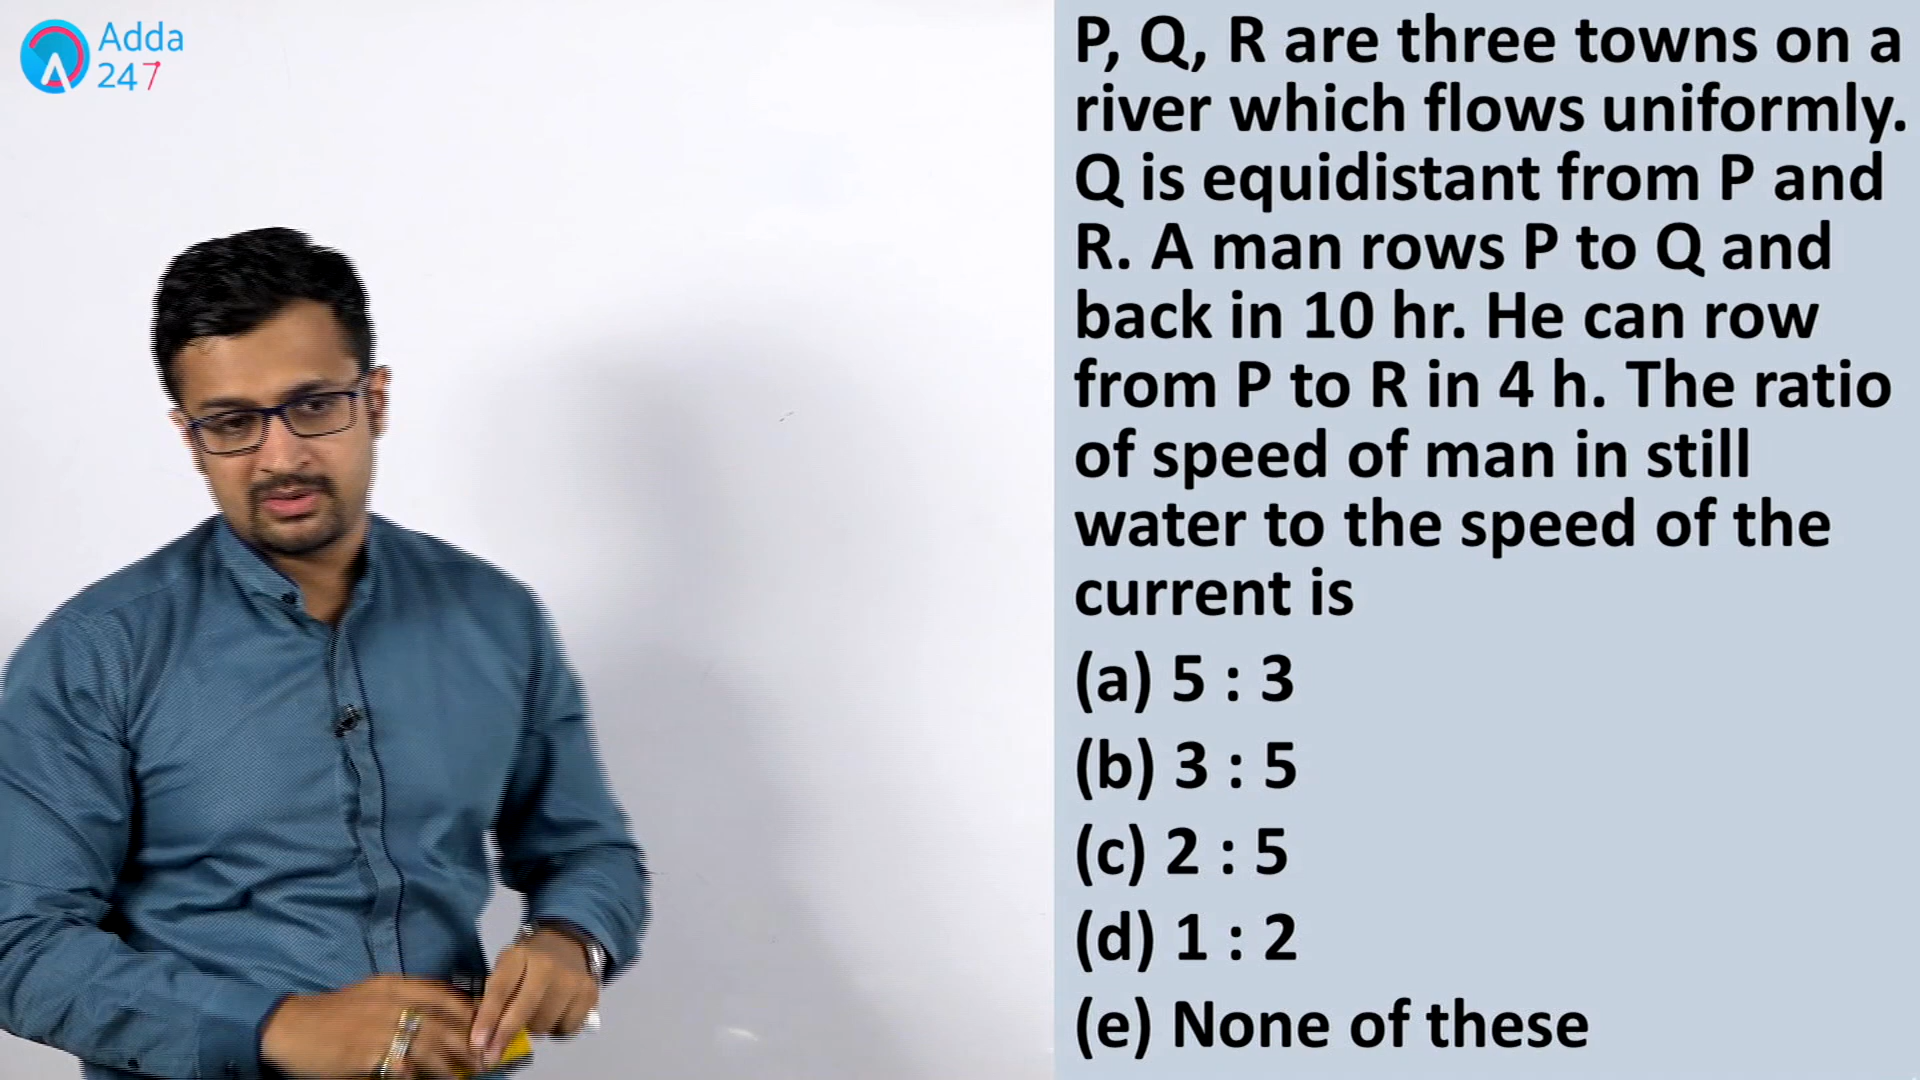 Adda
247
P, Q, R are three towns on a
river which flows uniformly.
Q is equidistant from P and
R. A man rows P to Q and
back in 10 hr. He can row
from P to R in 4 h. The ratio
of speed of man in still
water to the speed of the
current is
(a) 5 : 3
(b) 3 : 5
(c) 2 : 5
(d) 1 : 2
(e) None of these